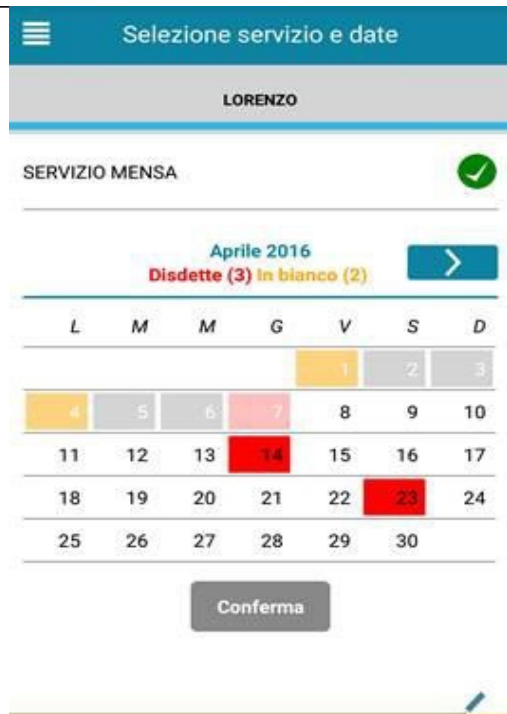 Selezione servizio e date
LORENZO
SERVIZIO MENSA
Aprile 2016
Disdette (3) In bianco (2)
L M M G V S D
1 2 3
4 5 6 7 8 9 10
11 12 13 14 15 16 17
18 19 20 21 22 23 24
25 26 27 28 29 30
Conferma